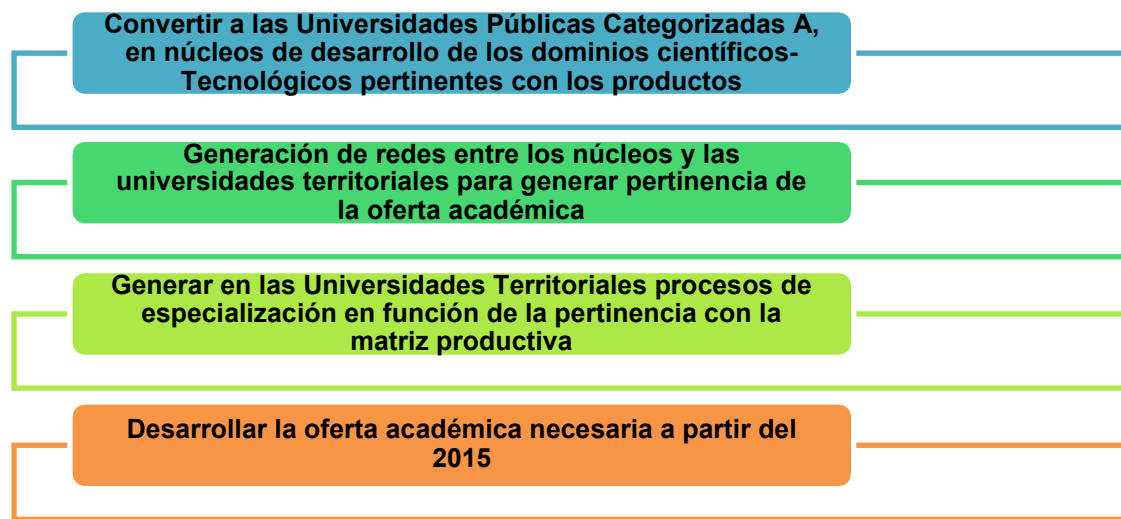 Convertir a las Universidades Públicas Categorizadas A,
en núcleos de desarrollo de los dominios científicos-
Tecnológicos pertinentes con los productos
Generación de redes entre los núcleos y las
universidades territoriales para generar pertinencia de
la oferta académica
Generar en las Universidades Territoriales procesos de
especialización en función de la pertinencia con la
matriz productiva
Desarrollar la oferta académica necesaria a partir del
2015